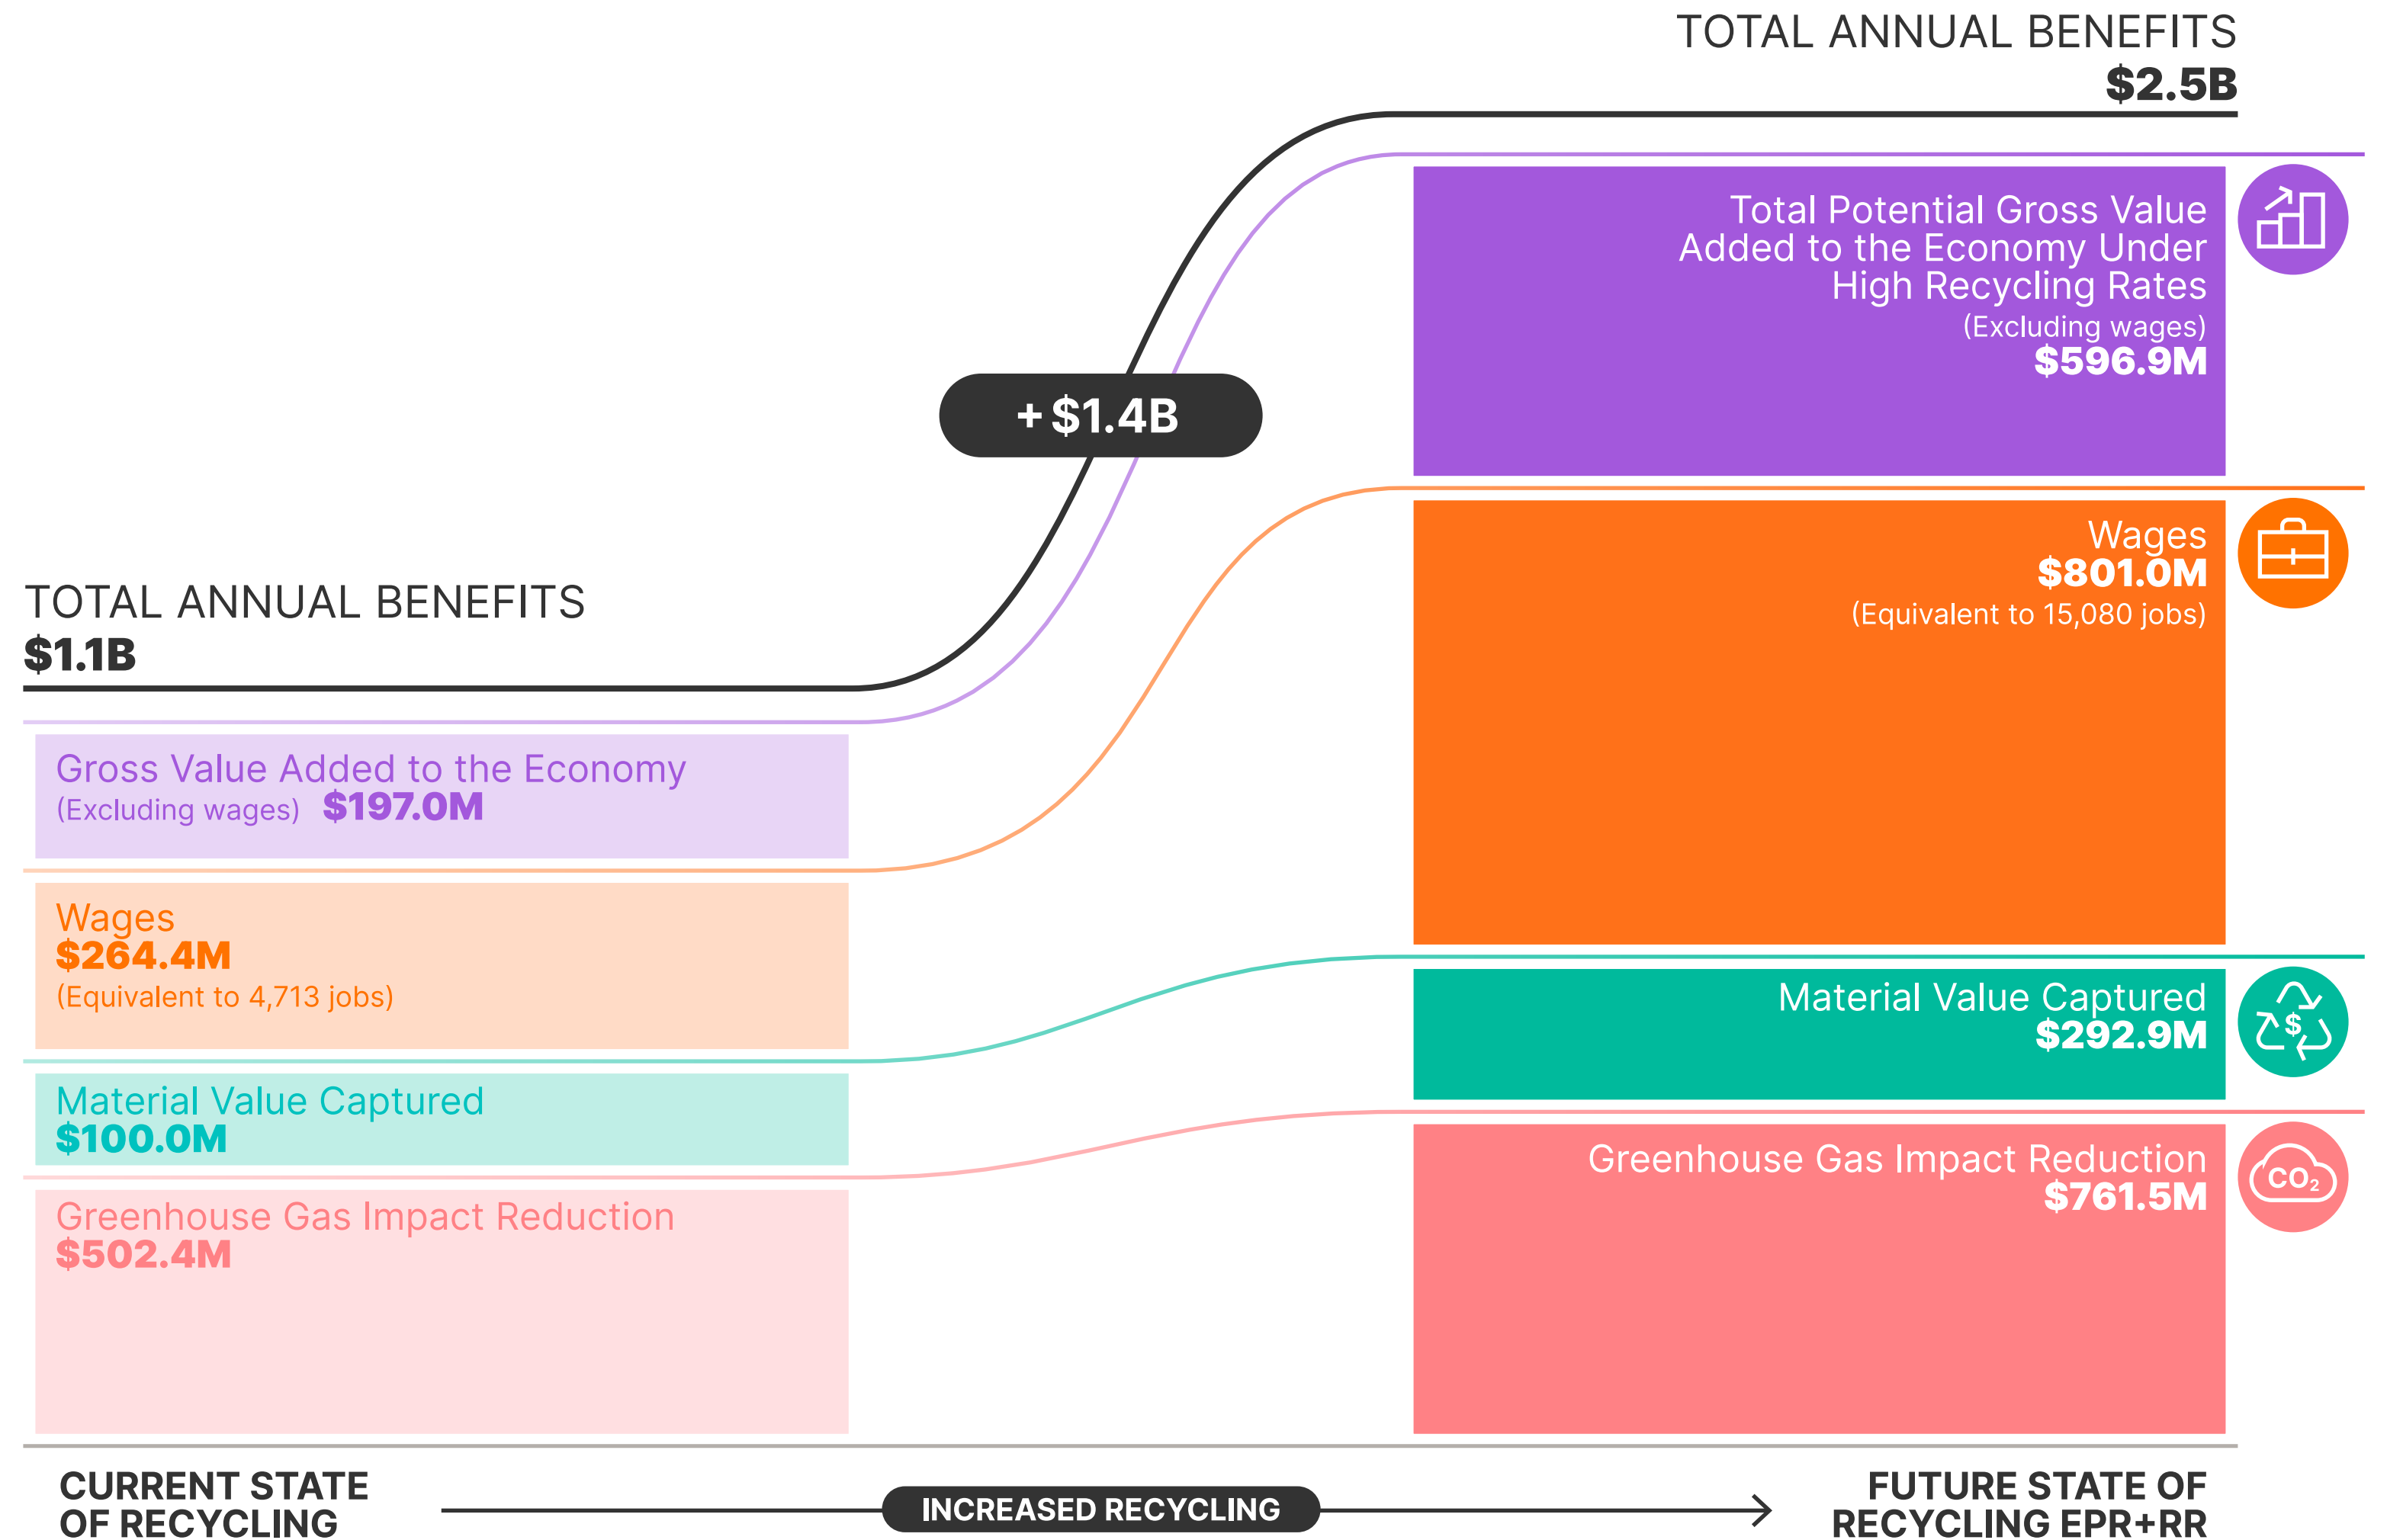 TOTAL ANNUAL BENEFITS
$2.5B
Total Potential Gross Value
Added to the Economy Under
High Recycling Rates
(Excluding wages)
$596.9M
+$1.4B
Wages
$801.0M
(Equivalent to 15,080 jobs)
TOTAL ANNUAL BENEFITS
$1.1B
Gross Value Added to the Economy
(Excluding wages) $197.0M
Wages
$264.4M
(Equivalent to 4,713 jobs)
Material Value Captured
$292.9M
$
Material Value Captured
$100.0M
Greenhouse Gas Impact Reduction
$761.5M
CO₂
Greenhouse Gas Impact Reduction
$502.4M
CURRENT STATE
OF RECYCLING
INCREASED RECYCLING
FUTURE STATE OF
RECYCLING EPR+RR